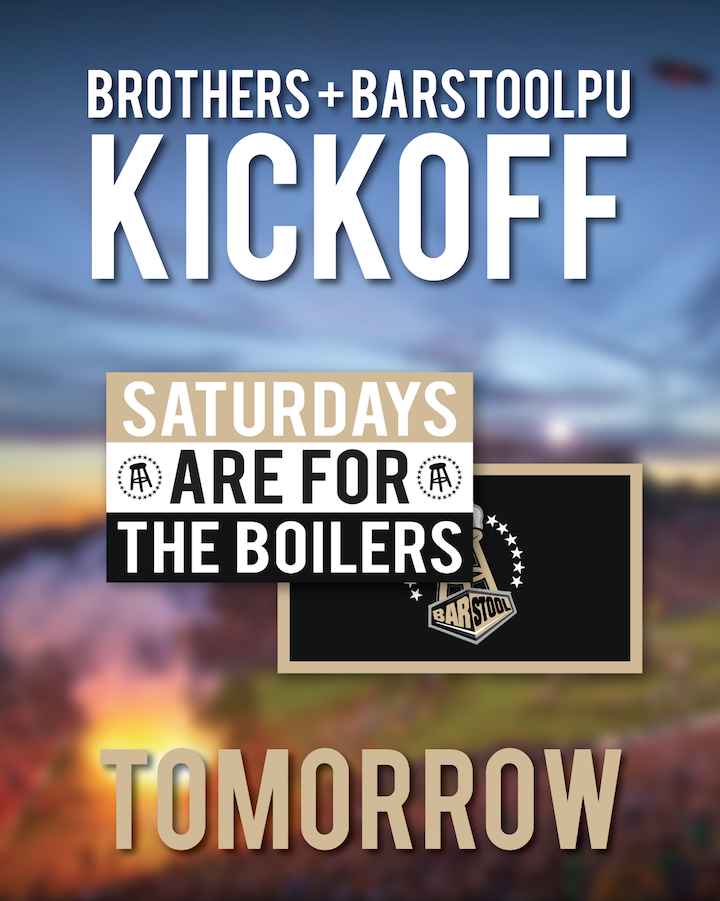 BROTHERS + BARSTOOLPU
KICKOFF
SATURDAYS
ARE FOR
THE BOILERS
BARSTOOL
TOMORROW